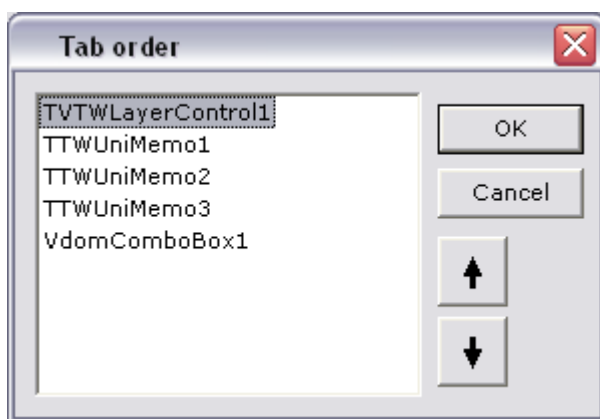 Tab order
TVTWLayerControl1
TTWUniMemo1
TTWUniMemo2
TTWUniMemo3
VdomComboBox1
OK
Cancel